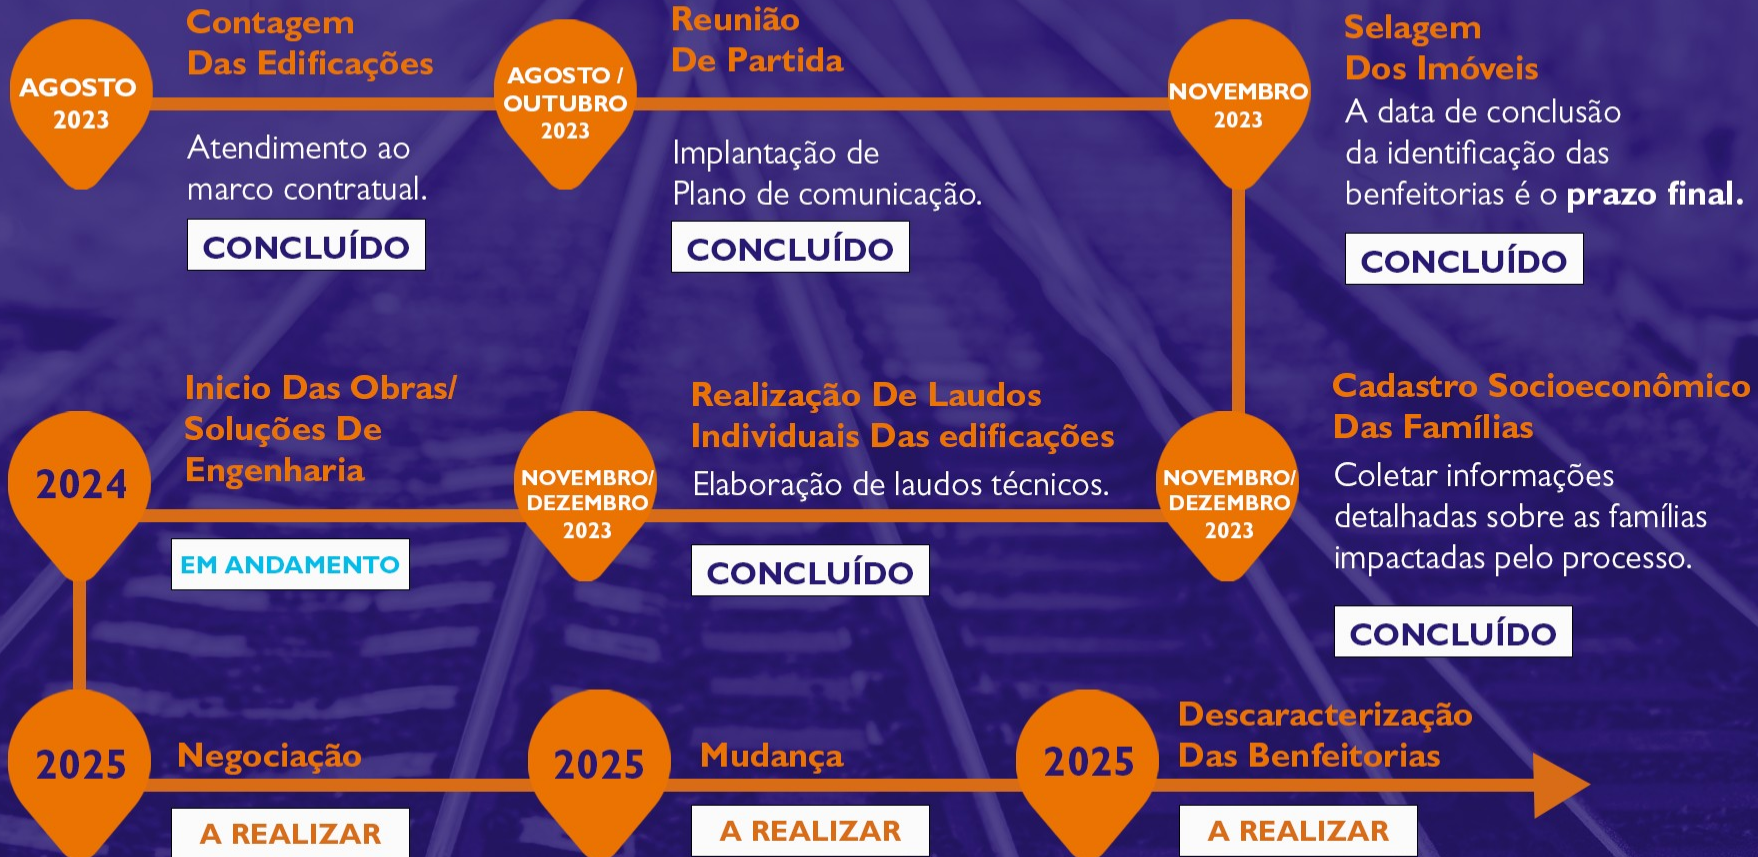 AGOSTO
2023
Contagem
Das Edificações
Atendimento ao
marco contratual.
CONCLUÍDO
AGOSTO /
OUTUBRO
2023
Reunião
De Partida
Implantação de
Plano de comunicação.
CONCLUÍDO
NOVEMBRO
2023
Selagem
Dos Imóveis
A data de conclusão
da identificação das
benfeitorias é o prazo final.
CONCLUÍDO
NOVEMBRO/
DEZEMBRO
2023
Cadastro Socioeconômico
Das Famílias
Coletar informações
detalhadas sobre as famílias
impactadas pelo processo.
CONCLUÍDO
NOVEMBRO/
DEZEMBRO
2023
Realização De Laudos
Individuais Das edificações
Elaboração de laudos técnicos.
CONCLUÍDO
2024
Inicio Das Obras/
Soluções De
Engenharia
EM ANDAMENTO
2025
Negociação
A REALIZAR
2025
Mudança
A REALIZAR
2025
Descaracterização
Das Benfeitorias
A REALIZAR